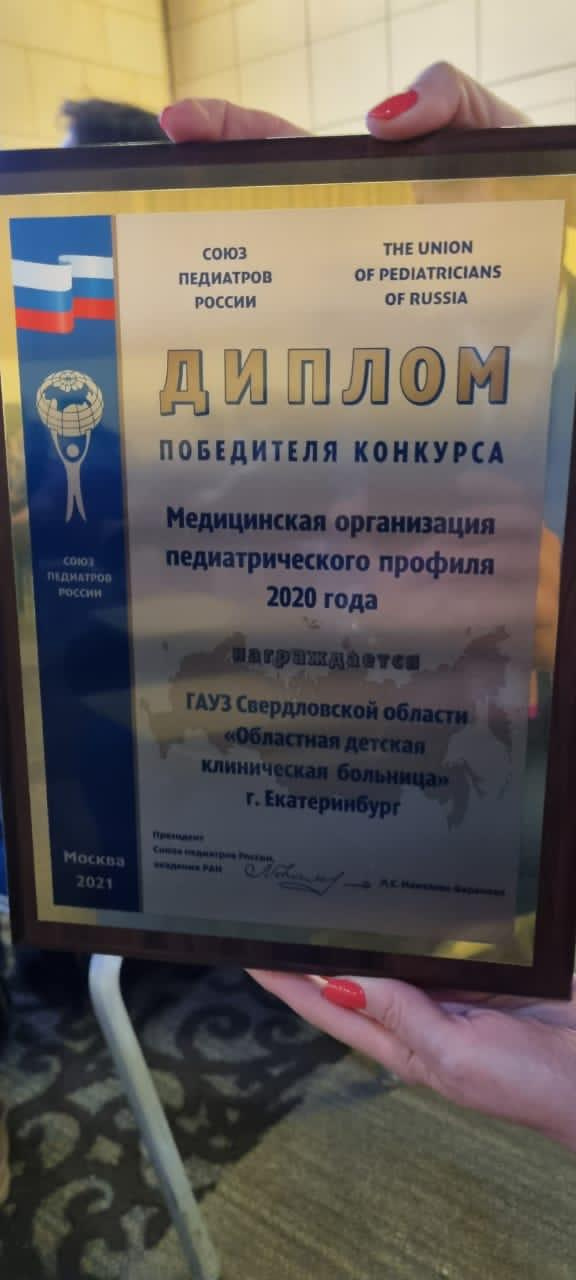 СОЮЗ
ПЕДИАТРОВ
РОССИИ
THE UNION
OF PEDIATRICIANS
OF RUSSIA
ДИПЛОМ
ПОБЕДИТЕЛЯ КОНКУРСА
Медицинская организация
педиатрического профиля
2020 года
награждается
ГАУЗ Свердловской области
«Областная детская
клиническая больница»
г. Екатеринбург
Президент
Союза педиатров России,
академик РАН
Л.С. Намазова-Баранова
СОЮЗ
ПЕДИАТРОВ
РОССИИ
Москва
2021